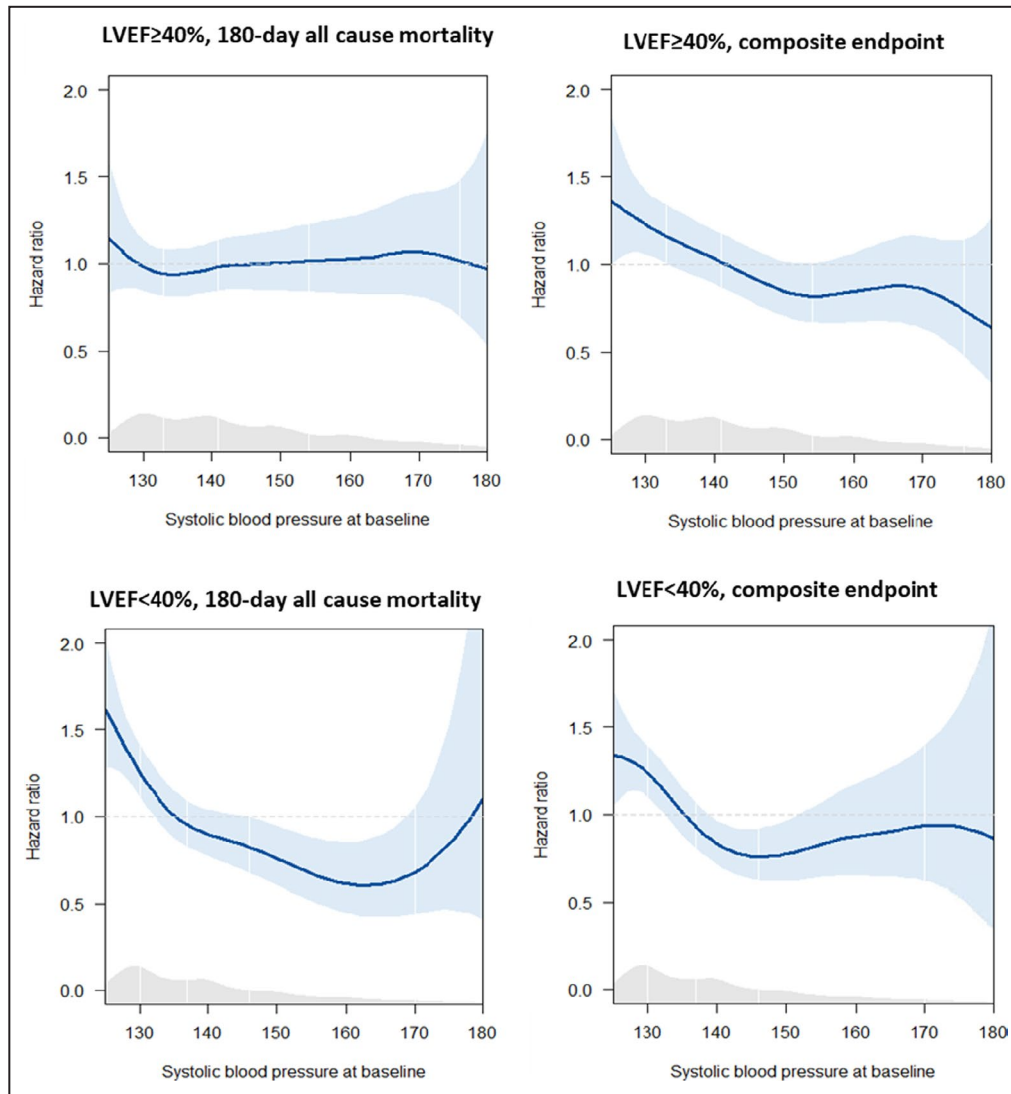 LVEF≥40%, 180-day all cause mortality
2.0
1.5
1.0
0.5
0.0
Hazard ratio
130 140 150 160 170 180
Systolic blood pressure at baseline
LVEF≥40%, composite endpoint
2.0
1.5
1.0
0.5
0.0
Hazard ratio
130 140 150 160 170 180
Systolic blood pressure at baseline
LVEF<40%, 180-day all cause mortality
2.0
1.5
1.0
0.5
0.0
Hazard ratio
130 140 150 160 170 180
Systolic blood pressure at baseline
LVEF<40%, composite endpoint
2.0
1.5
1.0
0.5
0.0
Hazard ratio
130 140 150 160 170 180
Systolic blood pressure at baseline